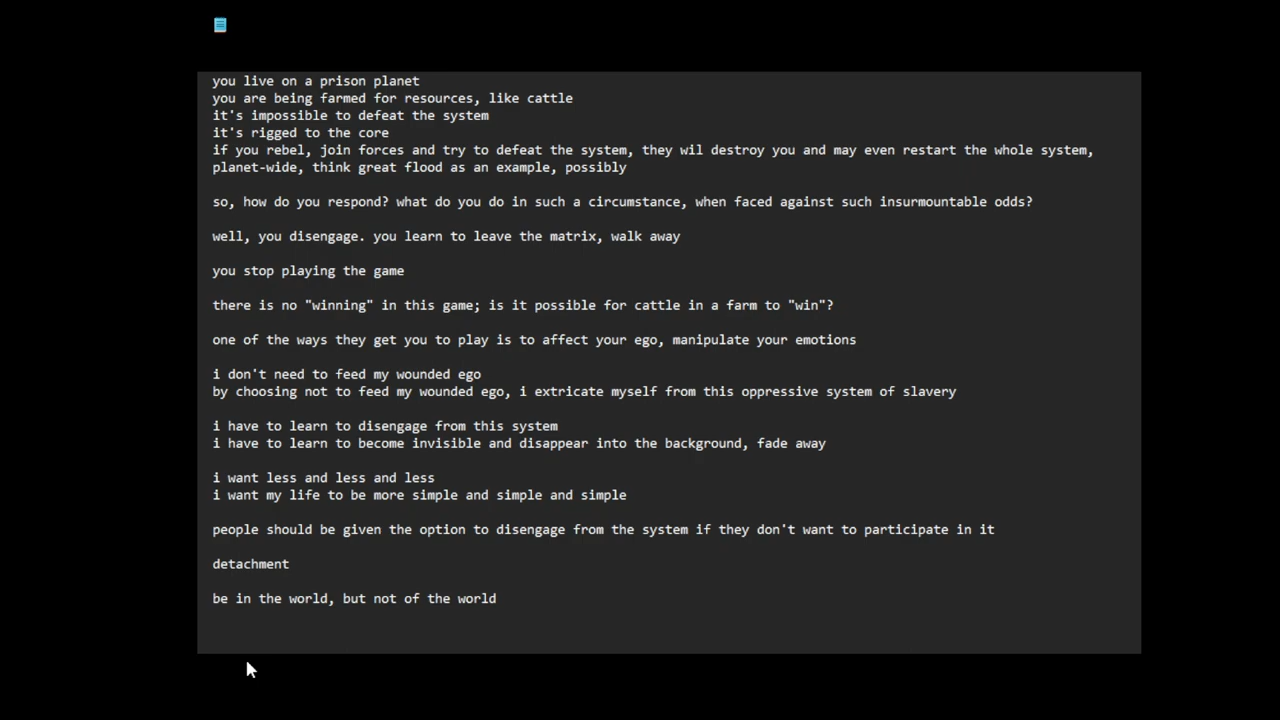 you live on a prison planet
you are being farmed for resources, like cattle
it's impossible to defeat the system
it's rigged to the core
if you rebel, join forces and try to defeat the system, they wil destroy you and may even restart the whole system,
planet-wide, think great flood as an example, possibly
so, how do you respond? what do you do in such a circumstance, when faced against such insurmountable odds?
well, you disengage. you learn to leave the matrix, walk away
you stop playing the game
there is no "winning" in this game; is it possible for cattle in a farm to "win"?
one of the ways they get you to play is to affect your ego, manipulate your emotions
i don't need to feed my wounded ego
by choosing not to feed my wounded ego, i extricate myself from this oppressive system of slavery
i have to learn to disengage from this system
i have to learn to become invisible and disappear into the background, fade away
i want less and less and less
i want my life to be more simple and simple and simple
people should be given the option to disengage from the system if they don't want to participate in it
detachment
be in the world, but not of the world